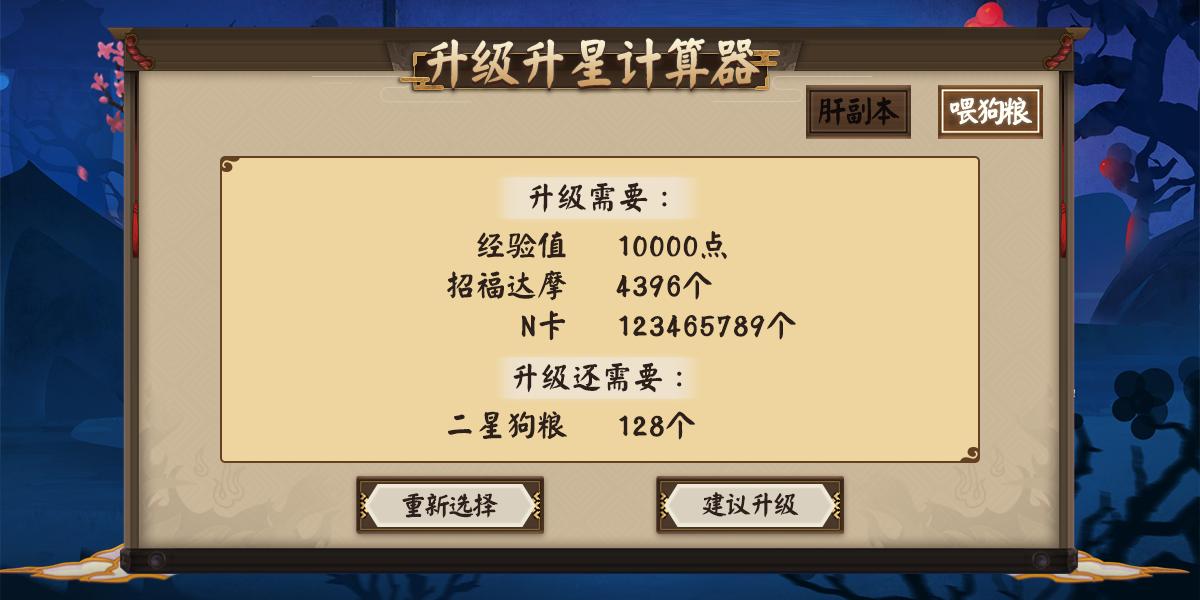 升级升星计算器
肝副本
喂狗粮
升级需要：
经验值 10000点
招福达摩 4396个
N卡 123465789个
升级还需要：
二星狗粮 128个
重新选择
建议升级